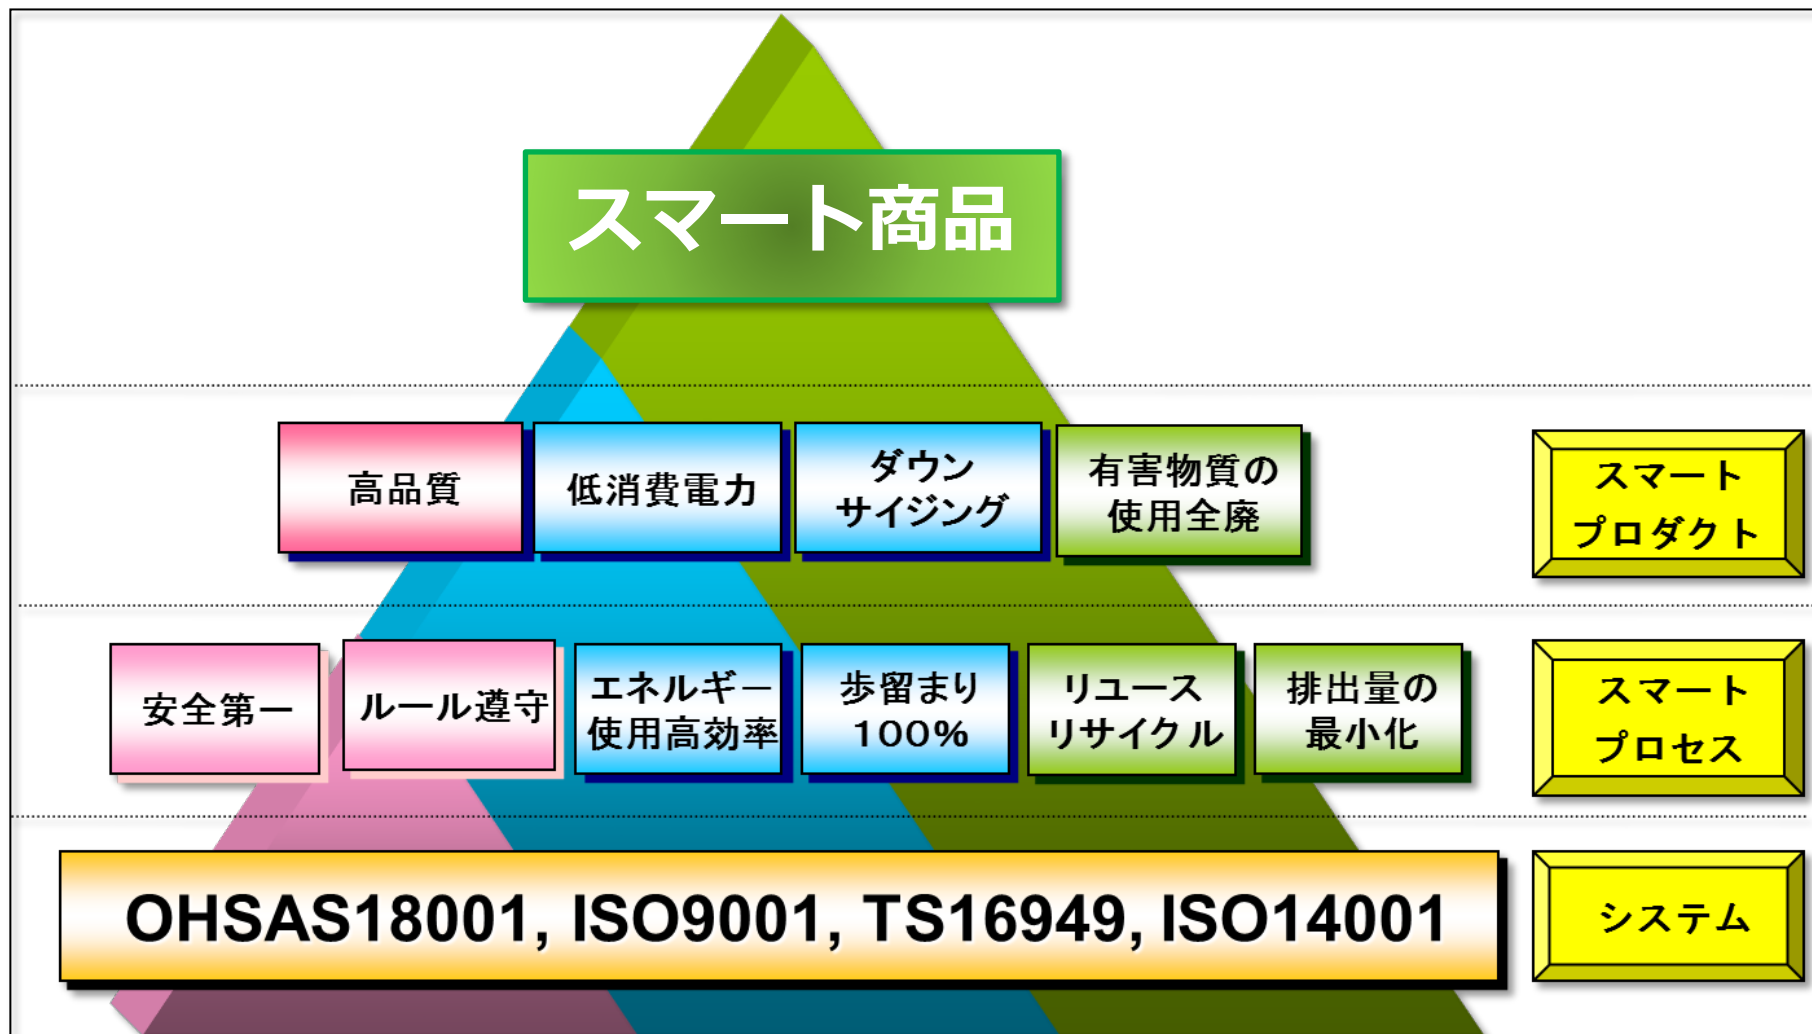 スマート商品
高品質
低消費電力
ダウン
サイジング
有害物質の
使用全廃
スマート
プロダクト
安全第一
ルール遵守
エネルギー
使用高効率
歩留まり
100%
リユース
リサイクル
排出量の
最小化
スマート
プロセス
OHSAS18001, ISO9001, TS16949, ISO14001
システム